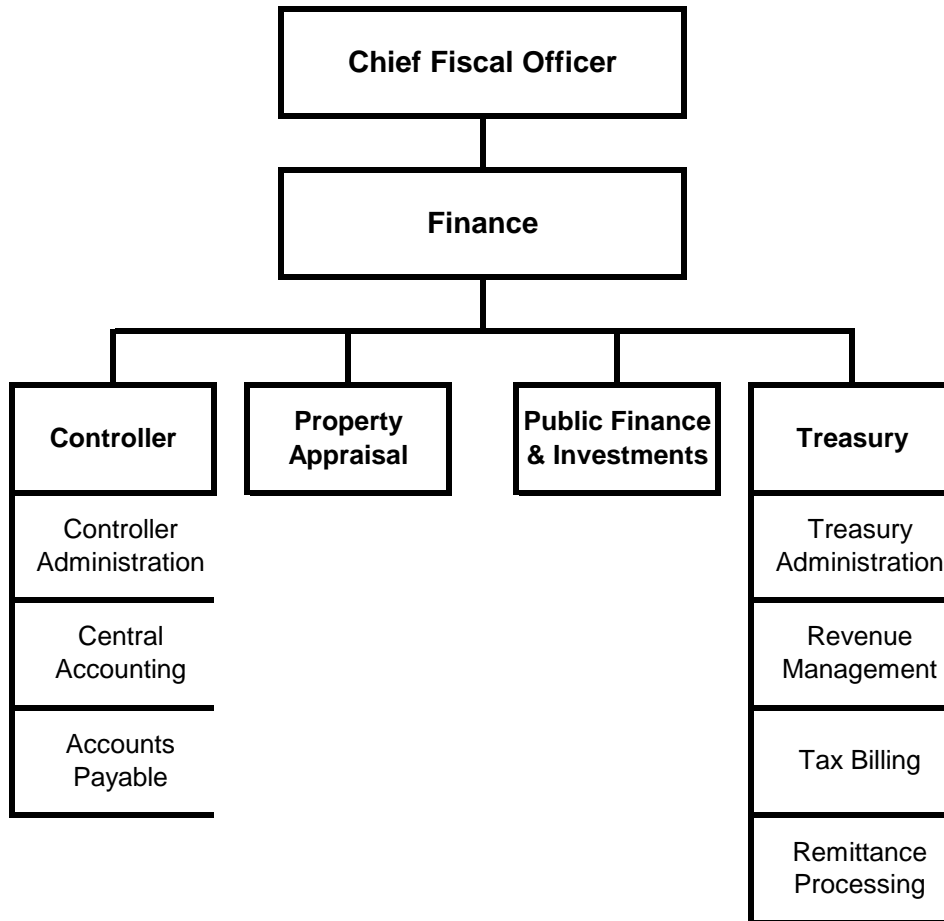 Chief Fiscal Officer
Finance
Controller
Property
Appraisal
Public Finance
& Investments
Treasury
Controller
Administration
Central
Accounting
Accounts
Payable
Treasury
Administration
Revenue
Management
Tax Billing
Remittance
Processing